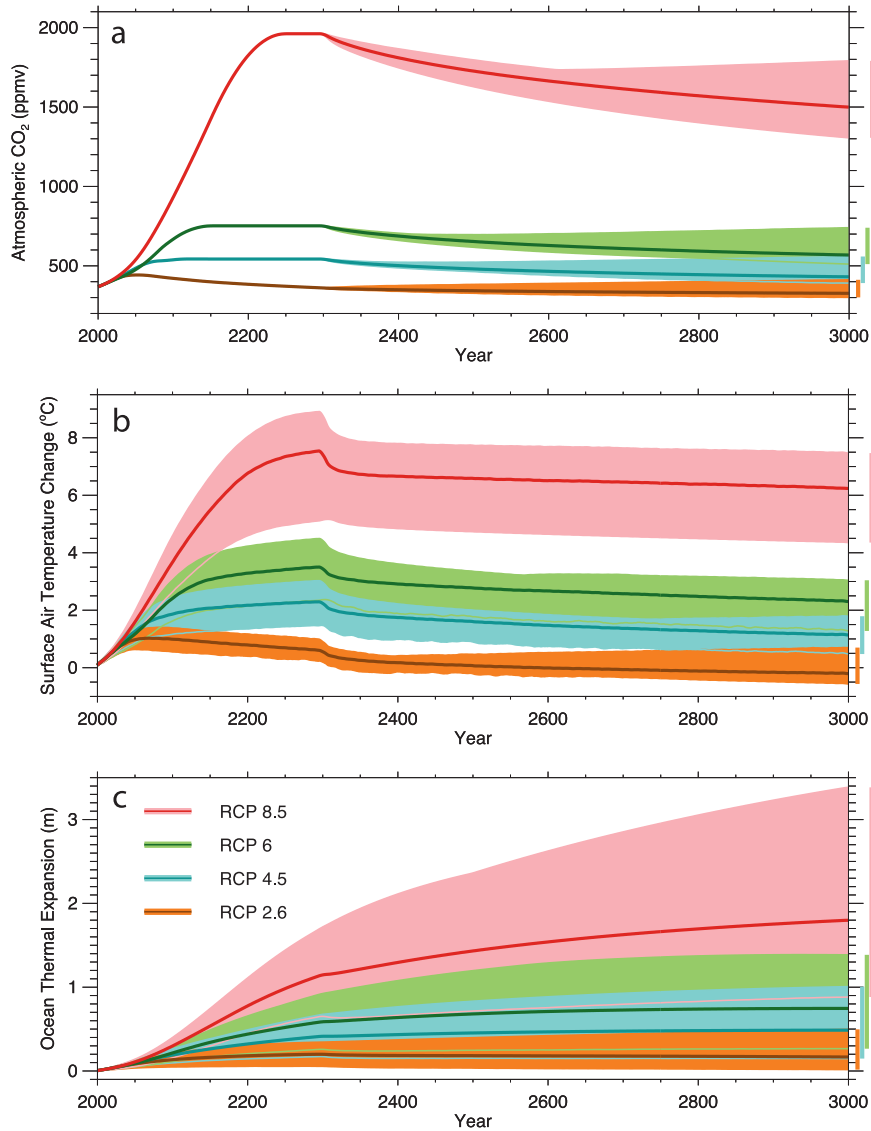 a
Atmospheric CO2 (ppmv)
2000
1500
1000
500
2000 2200 2400 2600 2800 3000
Year
b
Surface Air Temperature Change (ºC)
8
6
4
2
0
2000 2200 2400 2600 2800 3000
Year
c
Ocean Thermal Expansion (m)
3
2
1
0
RCP 8.5
RCP 6
RCP 4.5
RCP 2.6
2000 2200 2400 2600 2800 3000
Year